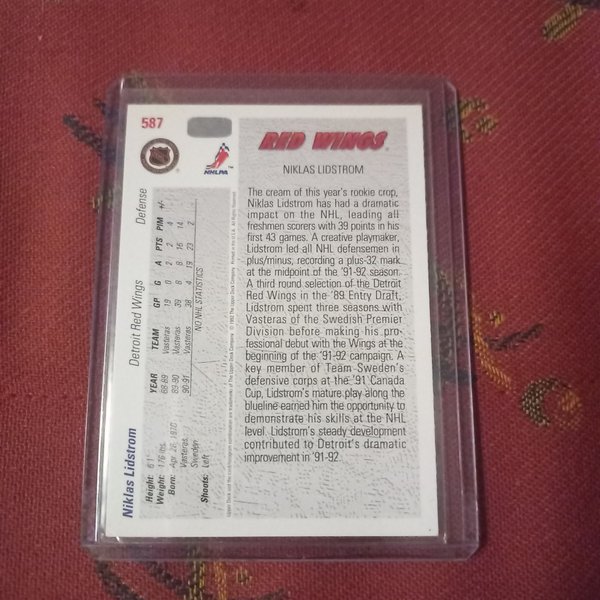 587
NHLPA
RED WINGS
NIKLAS LIDSTROM
The cream of this year's rookie crop,
Niklas Lidstrom has had a dramatic
impact on the NHL, leading all
freshmen scorers with 39 points in his
first 43 games. A creative playmaker,
Lidstrom led all NHL defensemen in
plus/minus, recording a plus-32 mark
at the midpoint of the '91-92 season.
A third round selection of the Detroit
Red Wings in the '89 Entry Draft,
Lidstrom spent three seasons with
Vasteras of the Swedish Premier
Division before making his pro-
fessional debut with the Wings at the
beginning of the '91-92 campaign. A
key member of Team Sweden's
defensive corps at the '91 Canada
Cup, Lidstrom's mature play along the
blueline earned him the opportunity to
demonstrate his skills at the NHL
level. Lidstrom's steady development
contributed to Detroit's dramatic
improvement in '91-92.
Niklas Lidstrom Detroit Red Wings Defense
Height: 6'1"
Weight: 176 lbs.
Born: Apr. 28, 1970
Vasteras,
Sweden
Shoots: Left
YEAR TEAM GP G A PTS PIM +/-
88-89 Vasteras 19 0 2 2 4
89-90 Vasteras 39 8 8 16 14
90-91 Vasteras 38 4 19 23 2
NO NHL STATISTICS